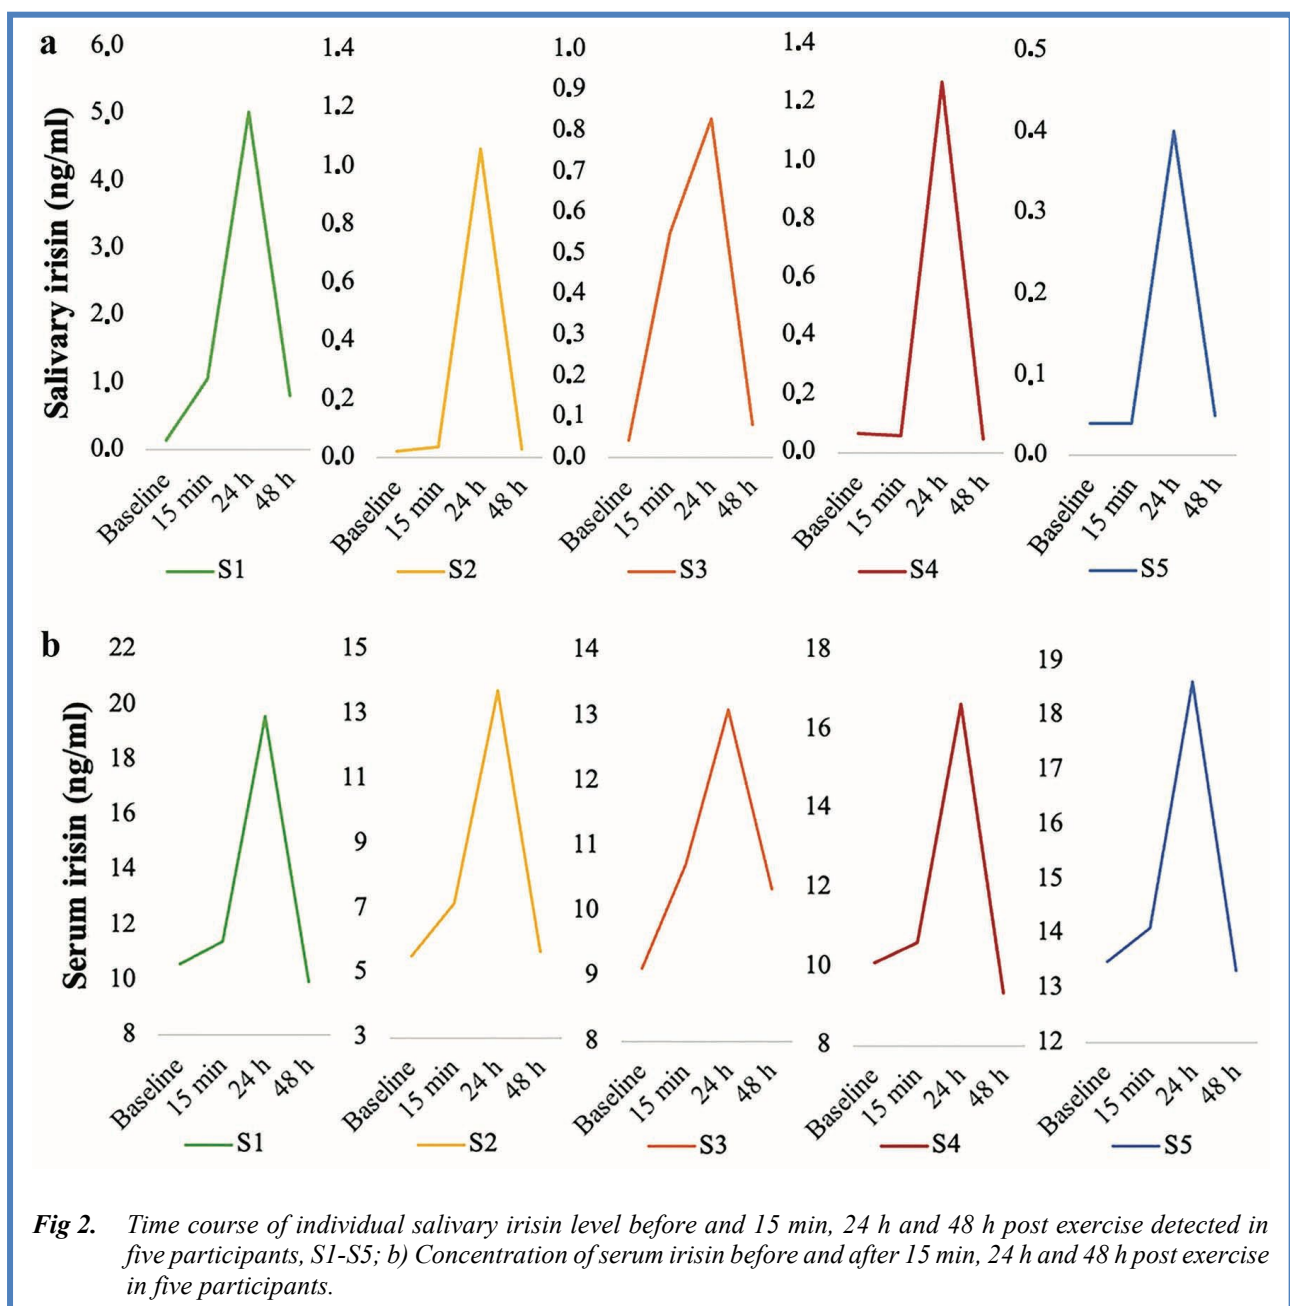 a
Salivary irisin (ng/ml)
6.0
5.0
4.0
3.0
2.0
1.0
0.0
Baseline
15 min
24 h
48 h
S1
1.4
1.2
1.0
0.8
0.6
0.4
0.2
0.0
Baseline
15 min
24 h
48 h
S2
1.0
0.9
0.8
0.7
0.6
0.5
0.4
0.3
0.2
0.1
0.0
Baseline
15 min
24 h
48 h
S3
1.4
1.2
1.0
0.8
0.6
0.4
0.2
0.0
Baseline
15 min
24 h
48 h
S4
0.5
0.4
0.3
0.2
0.1
0.0
Baseline
15 min
24 h
48 h
S5
b
Serum irisin (ng/ml)
22
20
18
16
14
12
10
8
Baseline
15 min
24 h
48 h
S1
15
13
11
9
7
5
3
Baseline
15 min
24 h
48 h
S2
14
13
12
11
10
9
8
Baseline
15 min
24 h
48 h
S3
18
16
14
12
10
8
Baseline
15 min
24 h
48 h
S4
19
18
17
16
15
14
13
12
Baseline
15 min
24 h
48 h
S5
Fig 2. Time course of individual salivary irisin level before and 15 min, 24 h and 48 h post exercise detected in
five participants, S1-S5; b) Concentration of serum irisin before and after 15 min, 24 h and 48 h post exercise
in five participants.